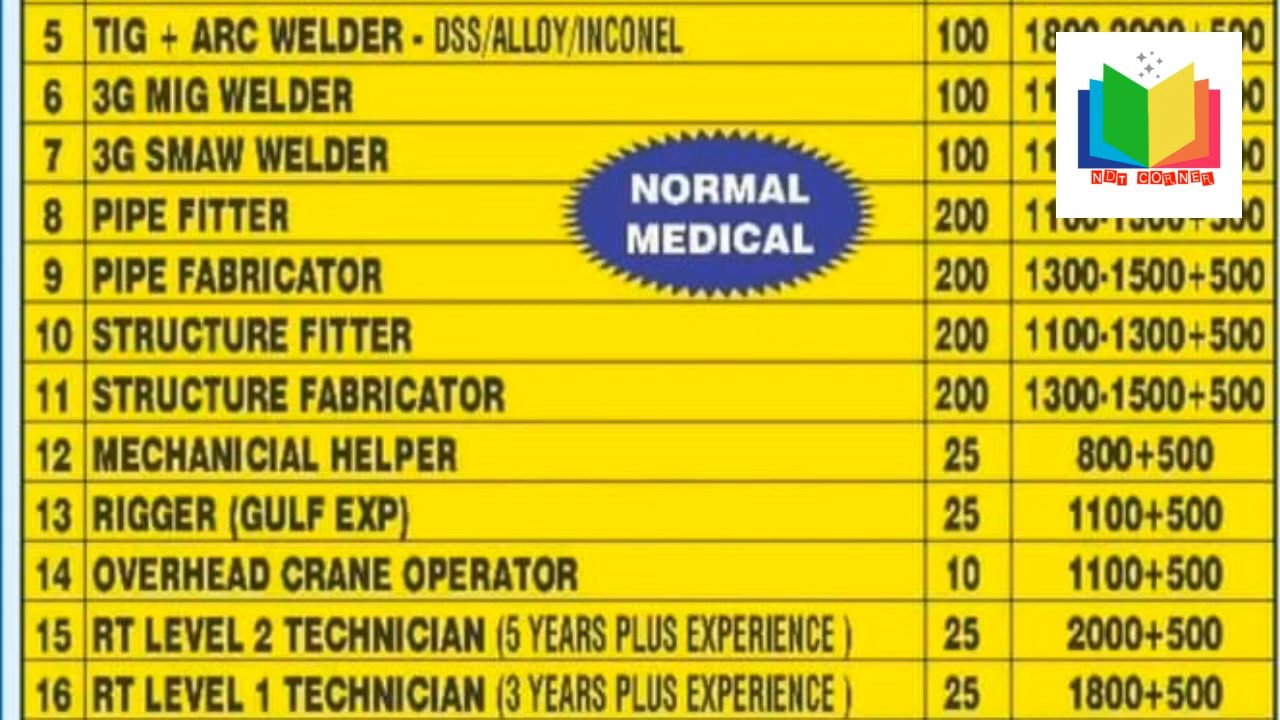 5 TIG + ARC WELDER - DSS/ALLOY/INCONEL 100
6 3G MIG WELDER 100
7 3G SMAW WELDER 100
8 PIPE FITTER 200
9 PIPE FABRICATOR 200 1300-1500+500
10 STRUCTURE FITTER 200 1100-1300+500
11 STRUCTURE FABRICATOR 200 1300-1500+500
12 MECHANICIAL HELPER 25 800+500
13 RIGGER (GULF EXP) 25 1100+500
14 OVERHEAD CRANE OPERATOR 10 1100+500
15 RT LEVEL 2 TECHNICIAN (5 YEARS PLUS EXPERIENCE ) 25 2000+500
16 RT LEVEL 1 TECHNICIAN (3 YEARS PLUS EXPERIENCE ) 25 1800+500
NORMAL
MEDICAL
NDT CORNER